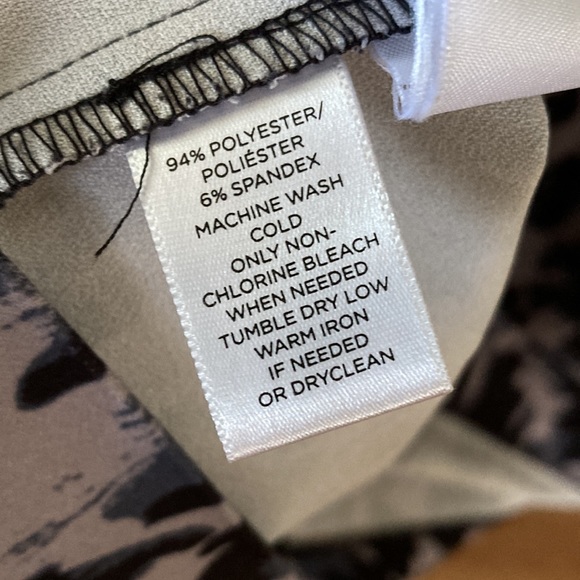 94% POLYESTER/
POLIÉSTER
6% SPANDEX
MACHINE WASH
COLD
ONLY NON-
CHLORINE BLEACH
WHEN NEEDED
TUMBLE DRY LOW
WARM IRON
IF NEEDED
OR DRYCLEAN